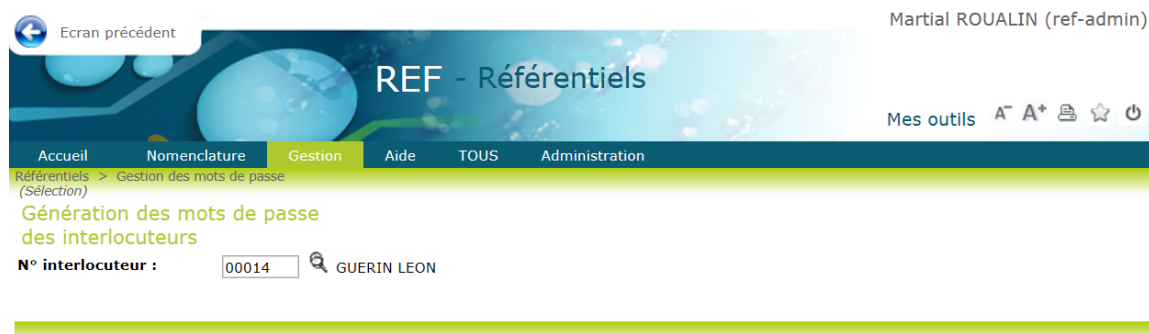 Martial ROUALIN (ref-admin)
Ecran précédent
REF - Référentiels
Mes outils A- A+
Accueil Nomenclature Gestion Aide TOUS Administration
Référentiels > Gestion des mots de passe
(Sélection)
Génération des mots de passe
des interlocuteurs
N° interlocuteur : 00014 GUERIN LEON